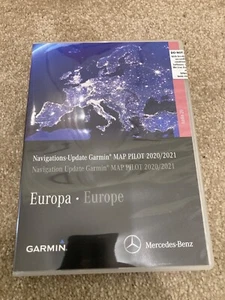 Navigations-Update Garmin® MAP PILOT 2020/2021
Navigation Update Garmin® MAP PILOT 2020/2021
Europa · Europe
GARMIN
Mercedes-Benz